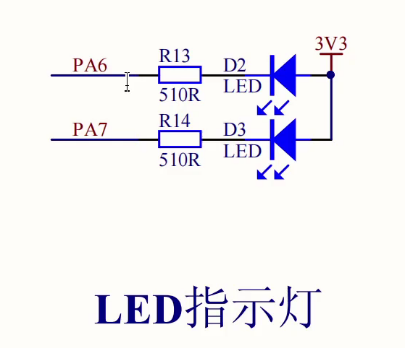 3V3
PA6
R13
D2
510R
LED
PA7
R14
D3
510R
LED
LED指示灯